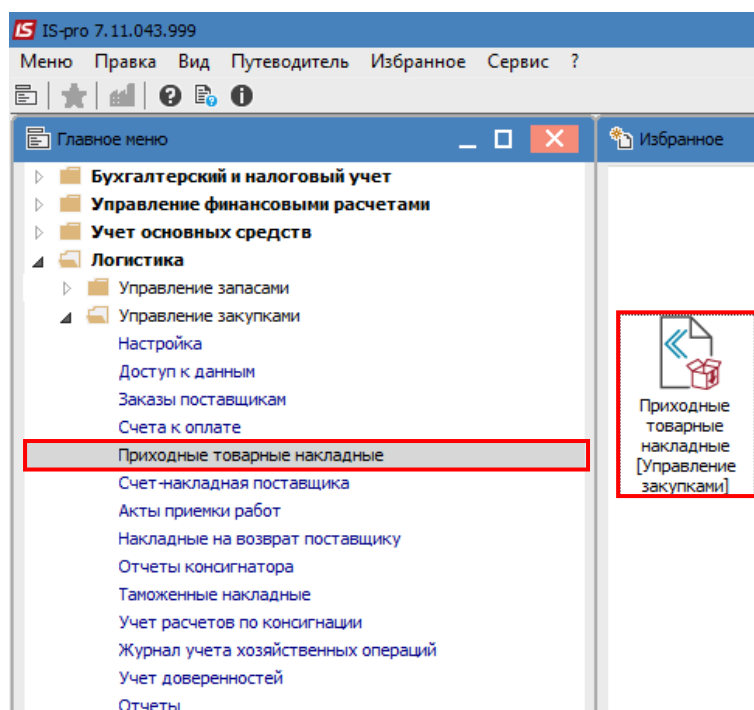 IS IS-pro 7.11.043.999
Меню Правка Вид Путеводитель Избранное Сервис ?
Главное меню
Бухгалтерский и налоговый учет
Управление финансовыми расчетами
Учет основных средств
Логистика
Управление запасами
Управление закупками
Настройка
Доступ к данным
Заказы поставщикам
Счета к оплате
Приходные товарные накладные
Счет-накладная поставщика
Акты приемки работ
Накладные на возврат поставщику
Отчеты консигнатора
Таможенные накладные
Учет расчетов по консигнации
Журнал учета хозяйственных операций
Учет доверенностей
Отчеты
Избранное
Приходные
товарные
накладные
[Управление
закупками]